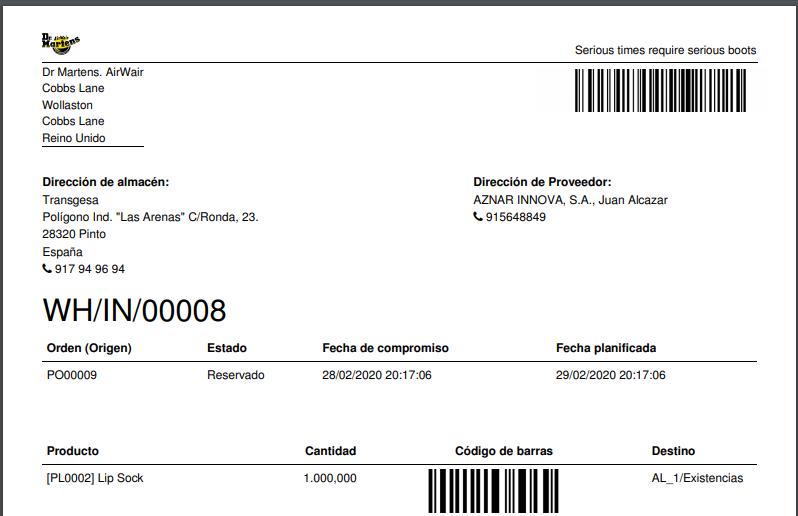 Dr. Martens AirWair
Serious times require serious boots
Dr Martens. AirWair
Cobbs Lane
Wollaston
Cobbs Lane
Reino Unido
Dirección de almacén:
Transgesa
Polígono Ind. "Las Arenas" C/Ronda, 23.
28320 Pinto
España
917 94 96 94
Dirección de Proveedor:
AZNAR INNOVA, S.A., Juan Alcazar
915648849
WH/IN/00008
Orden (Origen) Estado Fecha de compromiso Fecha planificada
PO00009 Reservado 28/02/2020 20:17:06 29/02/2020 20:17:06
Producto Cantidad Código de barras Destino
[PL0002] Lip Sock 1.000,000 AL_1/Existencias